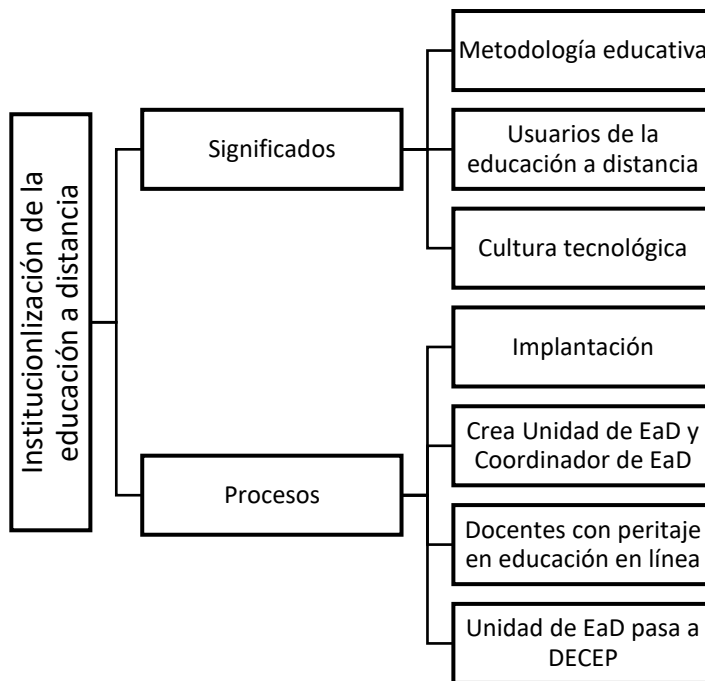 Institucionlización de la
educación a distancia
Significados
Metodología educativa
Usuarios de la
educación a distancia
Cultura tecnológica
Procesos
Implantación
Crea Unidad de EaD y
Coordinador de EaD
Docentes con peritaje
en educación en línea
Unidad de EaD pasa a
DECEP